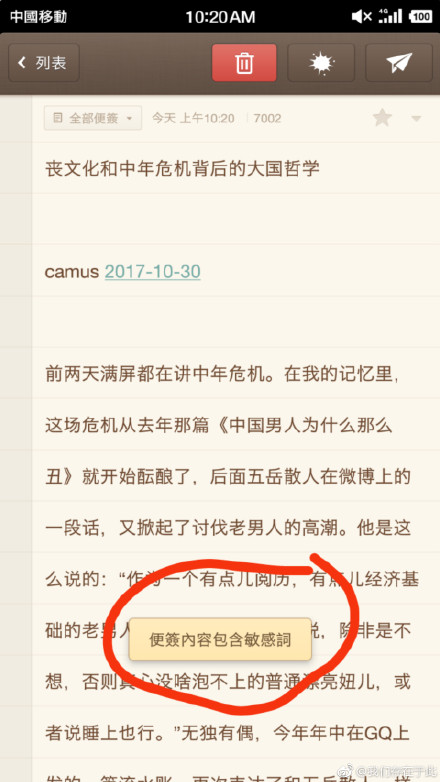 中國移動 10:20AM 4G 100
列表
全部便簽 今天 上午10:20 7002
丧文化和中年危机背后的大国哲学
camus 2017-10-30
前两天满屏都在讲中年危机。在我的记忆里，
这场危机从去年那篇《中国男人为什么那么
丑》就开始酝酿了，后面五岳散人在微博上的
一段话，又掀起了讨伐老男人的高潮。他是这
么说的：“作为一个有点儿阅历，有点儿经济基
础的老男人 说，除非是不
便簽內容包含敏感詞
想，否则真心没啥泡不上的普通漂亮妞儿，或
者说睡上也行。”无独有偶，今年年中在GQ上